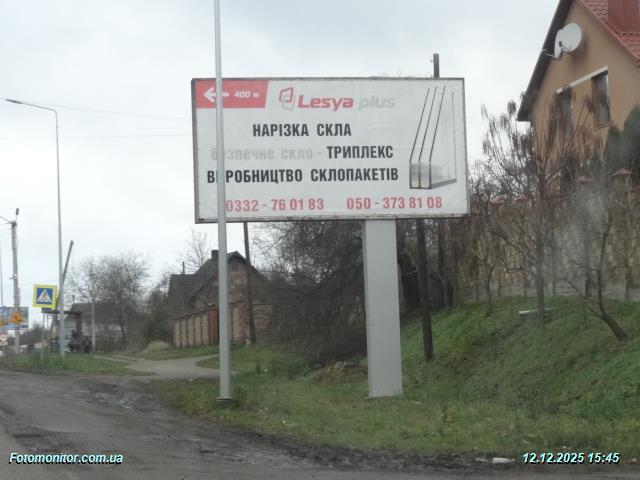 400 м
Lesya plus
НАРІЗКА СКЛА
безпечне скло - ТРИПЛЕКС
ВИРОБНИЦТВО СКЛОПАКЕТІВ
0332-76 01 83 050-373 81 08
Fotomonitor.com.ua
12.12.2025 15:45